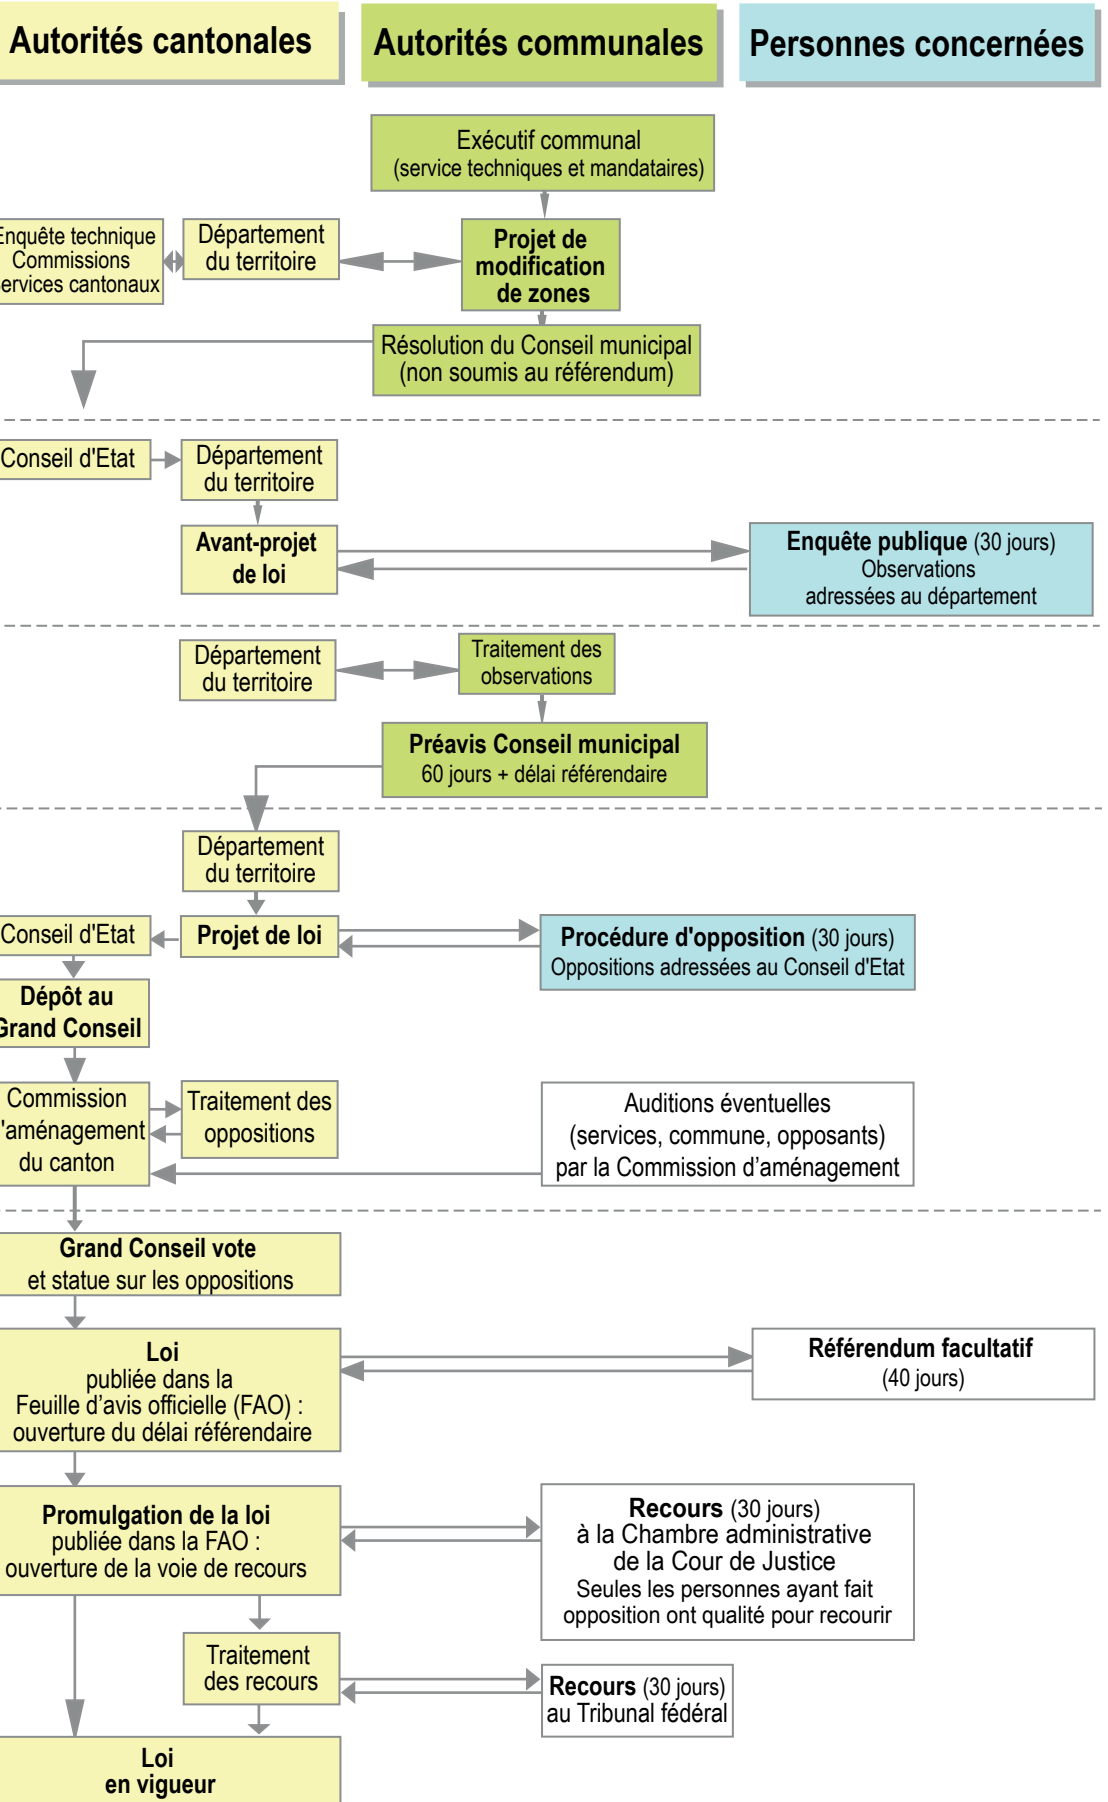 Autorités cantonales
Autorités communales
Personnes concernées
Exécutif communal
(service techniques et mandataires)
Enquête technique
Commissions
Services cantonaux
Département
du territoire
Projet de
modification
de zones
Résolution du Conseil municipal
(non soumis au référendum)
Conseil d'Etat
Département
du territoire
Avant-projet
de loi
Enquête publique (30 jours)
Observations
adressées au département
Département
du territoire
Traitement des
observations
Préavis Conseil municipal
60 jours + délai référendaire
Département
du territoire
Conseil d'Etat
Projet de loi
Procédure d'opposition (30 jours)
Oppositions adressées au Conseil d'Etat
Dépôt au
Grand Conseil
Commission
'aménagement
du canton
Traitement des
oppositions
Auditions éventuelles
(services, commune, opposants)
par la Commission d’aménagement
Grand Conseil vote
et statue sur les oppositions
Loi
publiée dans la
Feuille d’avis officielle (FAO) :
ouverture du délai référendaire
Référendum facultatif
(40 jours)
Promulgation de la loi
publiée dans la FAO :
ouverture de la voie de recours
Recours (30 jours)
à la Chambre administrative
de la Cour de Justice
Seules les personnes ayant fait
opposition ont qualité pour recourir
Traitement
des recours
Recours (30 jours)
au Tribunal fédéral
Loi
en vigueur